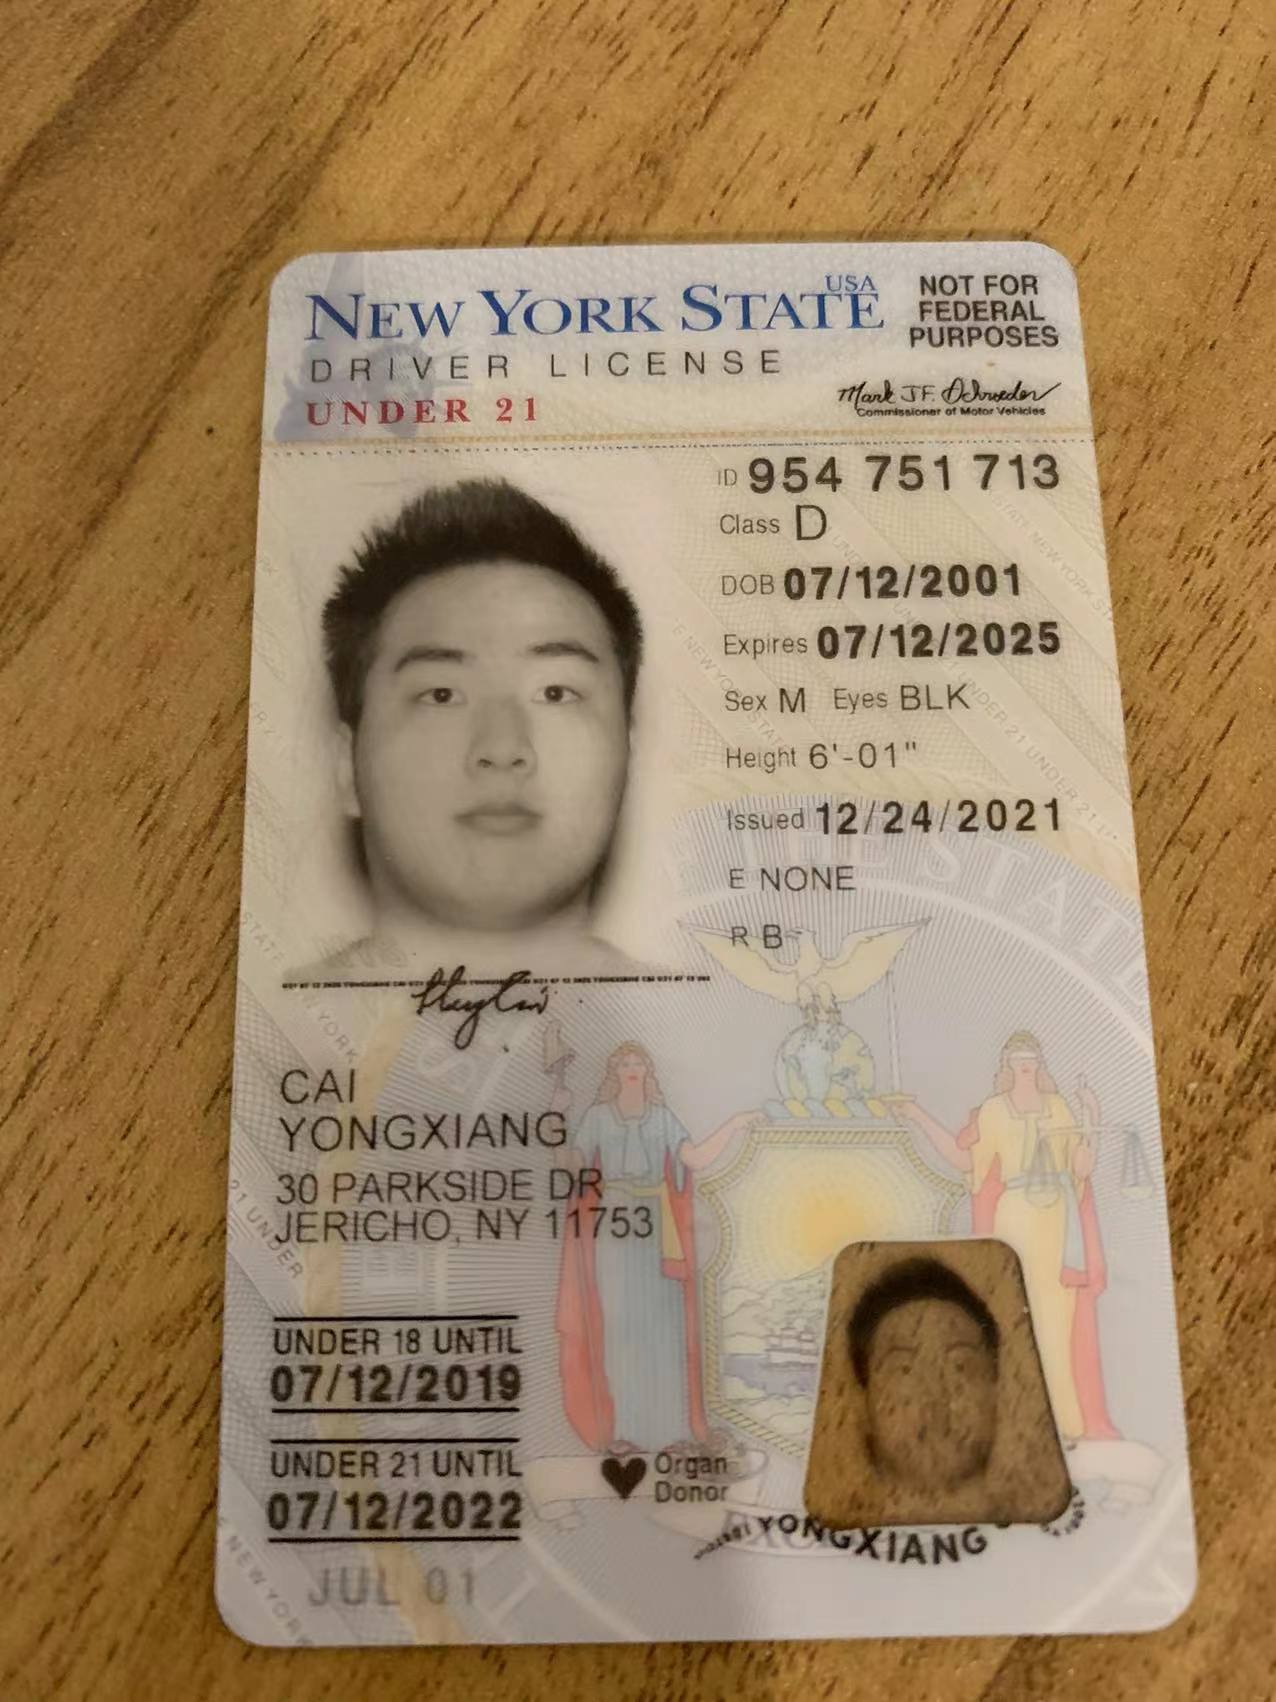 NEW YORK STATE USA
DRIVER LICENSE
UNDER 21
NOT FOR
FEDERAL
PURPOSES
Mark J.F. Schroeder
Commissioner of Motor Vehicles
ID 954 751 713
Class D
DOB 07/12/2001
Expires 07/12/2025
Sex M Eyes BLK
Height 6'-01"
Issued 12/24/2021
E NONE
R B
CAI
YONGXIANG
30 PARKSIDE DR
JERICHO, NY 11753
UNDER 18 UNTIL
07/12/2019
UNDER 21 UNTIL
07/12/2022
Organ
Donor
YONGXIANG
JUL 01